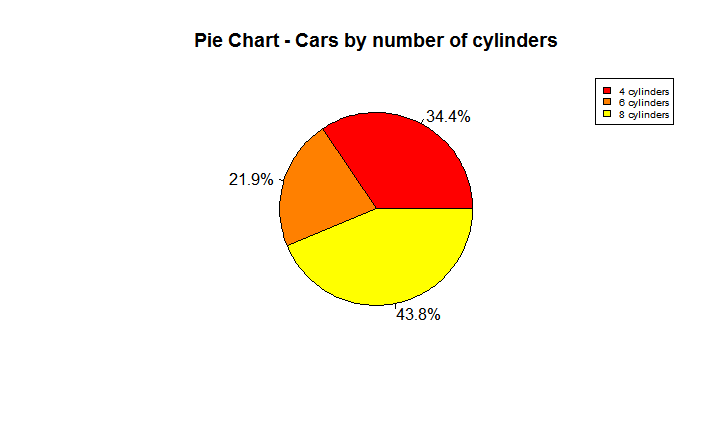 Pie Chart - Cars by number of cylinders
4 cylinders
6 cylinders
8 cylinders
34.4%
21.9%
43.8%